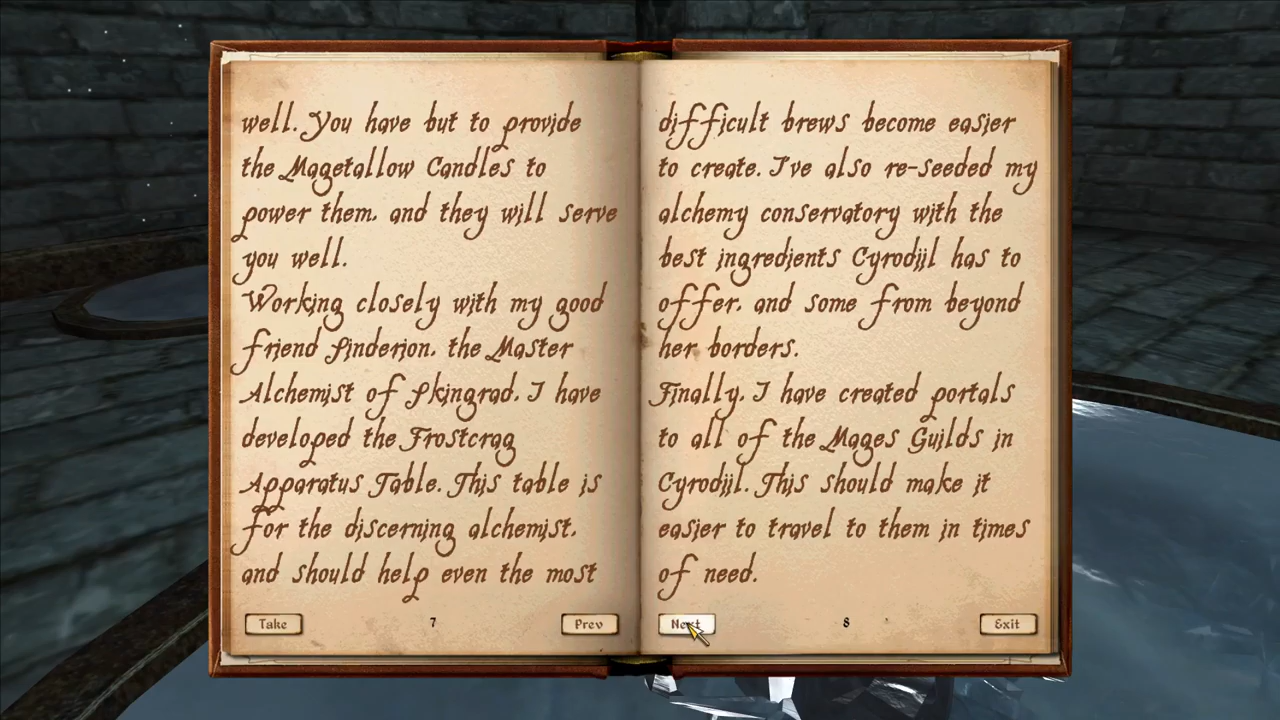 well. You have but to provide
the Magetallow Candles to
power them, and they will serve
you well.
Working closely with my good
friend Sinderion, the Master
Alchemist of Skingrad, I have
developed the Frostcrag
Apparatus Table. This table is
for the discerning alchemist,
and should help even the most
Take
7
Prev
difficult brews become easier
to create. I've also re-seeded my
alchemy conservatory with the
best ingredients Cyrodiil has to
offer, and some from beyond
her borders.
Finally, I have created portals
to all of the Mages Guilds in
Cyrodiil. This should make it
easier to travel to them in times
of need.
Next
8
Exit